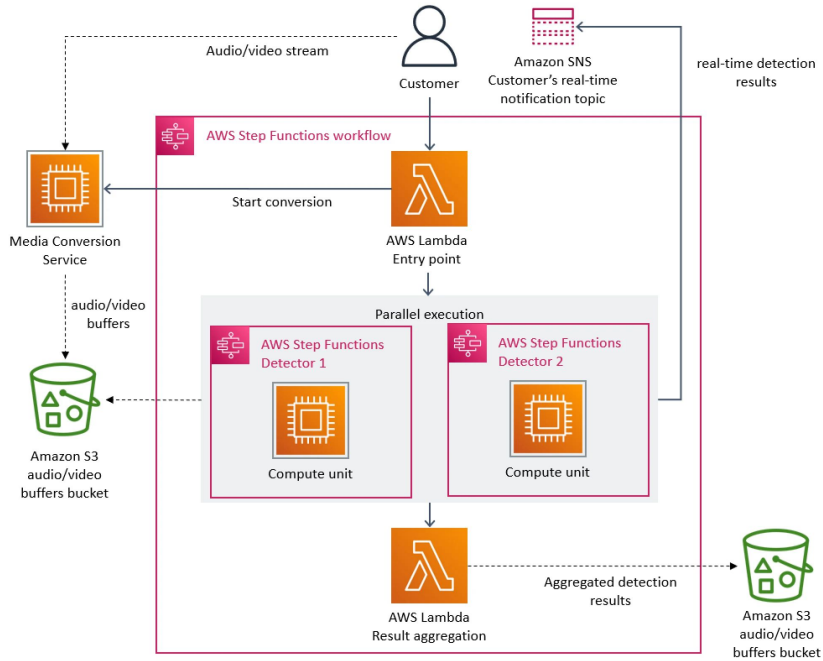 Audio/video stream
Customer
Amazon SNS
Customer's real-time
notification topic
real-time detection
results
AWS Step Functions workflow
Start conversion
Media Conversion
Service
AWS Lambda
Entry point
audio/video
buffers
Parallel execution
AWS Step Functions
Detector 1
Compute unit
AWS Step Functions
Detector 2
Compute unit
Amazon S3
audio/video
buffers bucket
AWS Lambda
Result aggregation
Aggregated detection
results
Amazon S3
audio/video
buffers bucket